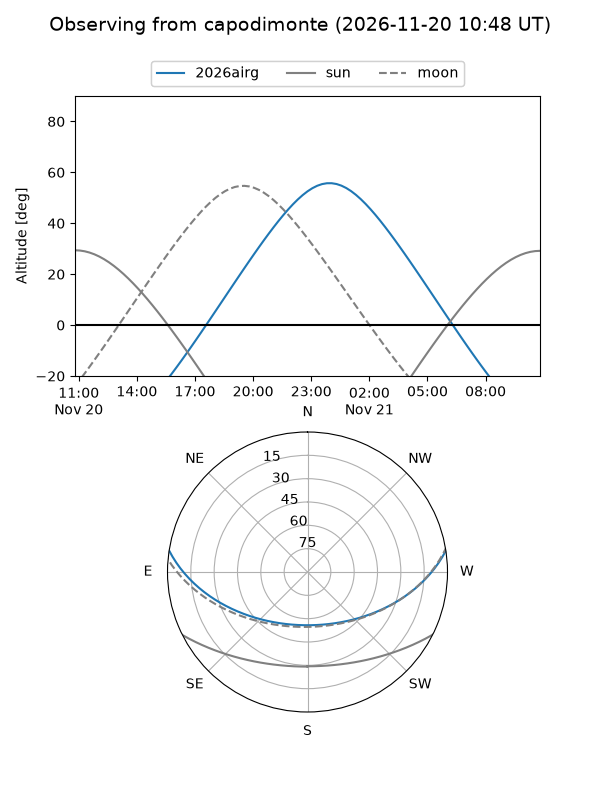 Observing from capodimonte (2026-11-20 10:48 UT)
2026airg sun moon
Altitude [deg]
80
60
40
20
0
−20
11:00 14:00 17:00 20:00 23:00 02:00 05:00 08:00
Nov 20 Nov 21
N
NE NW
15
30
45
60
75
E W
SE SW
S